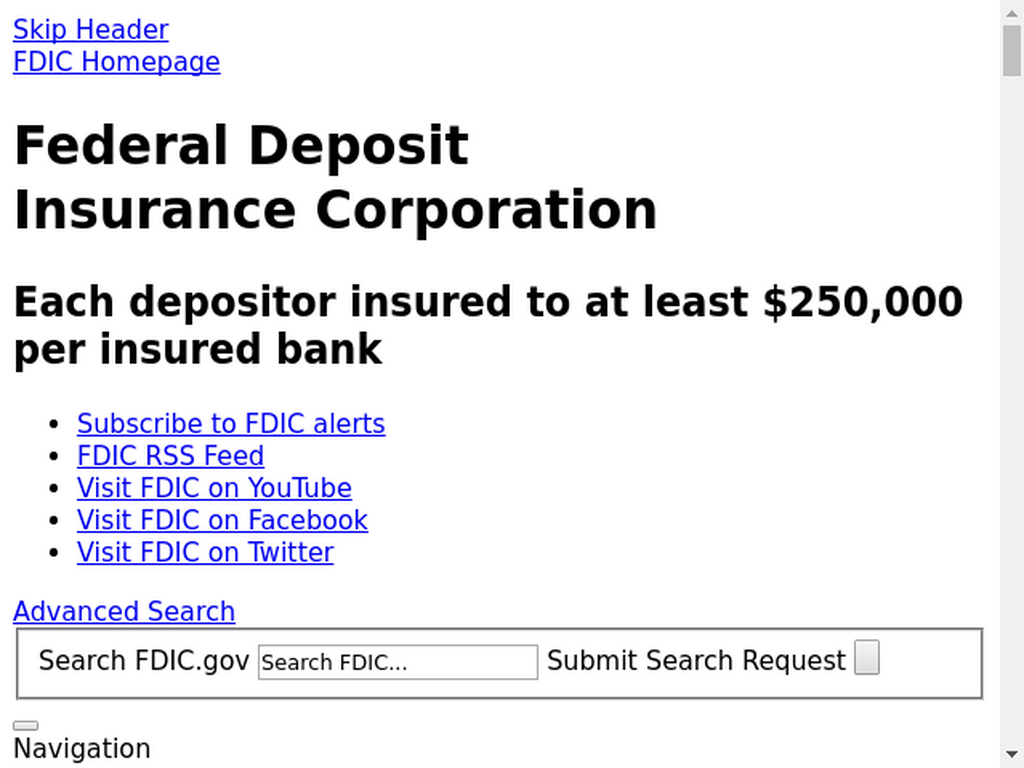 Skip Header
FDIC Homepage
Federal Deposit
Insurance Corporation
Each depositor insured to at least $250,000
per insured bank
Subscribe to FDIC alerts
FDIC RSS Feed
Visit FDIC on YouTube
Visit FDIC on Facebook
Visit FDIC on Twitter
Advanced Search
Search FDIC.gov Search FDIC... Submit Search Request
Navigation